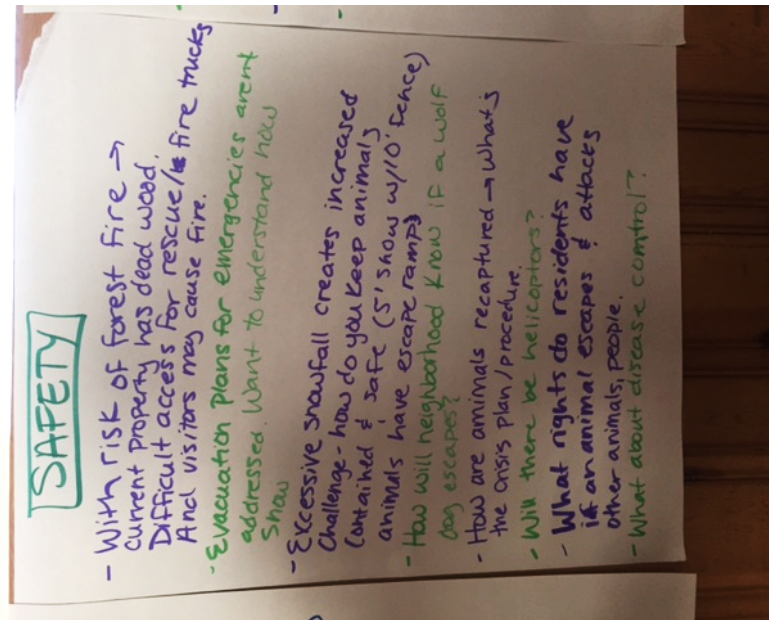 SAFETY
- With risk of forest fire →
current property has dead wood.
Difficult access for rescue/ fire trucks
And visitors may cause fire.
- Evacuation plans for emergencies arent
addressed. Want to understand how
Show
- Excessive snowfall creates increased
Challenge - how do you keep animals
contained & safe (5' snow w/10' fence)
animals have escape ramps
- How will neighborhood know if a wolf
dog escapes?
- How are animals recaptured → what's
the crisis plan/procedure.
- Will there be helicopters?
- What rights do residents have
if an animal escapes & attacks
other animals, people.
- What about disease control?